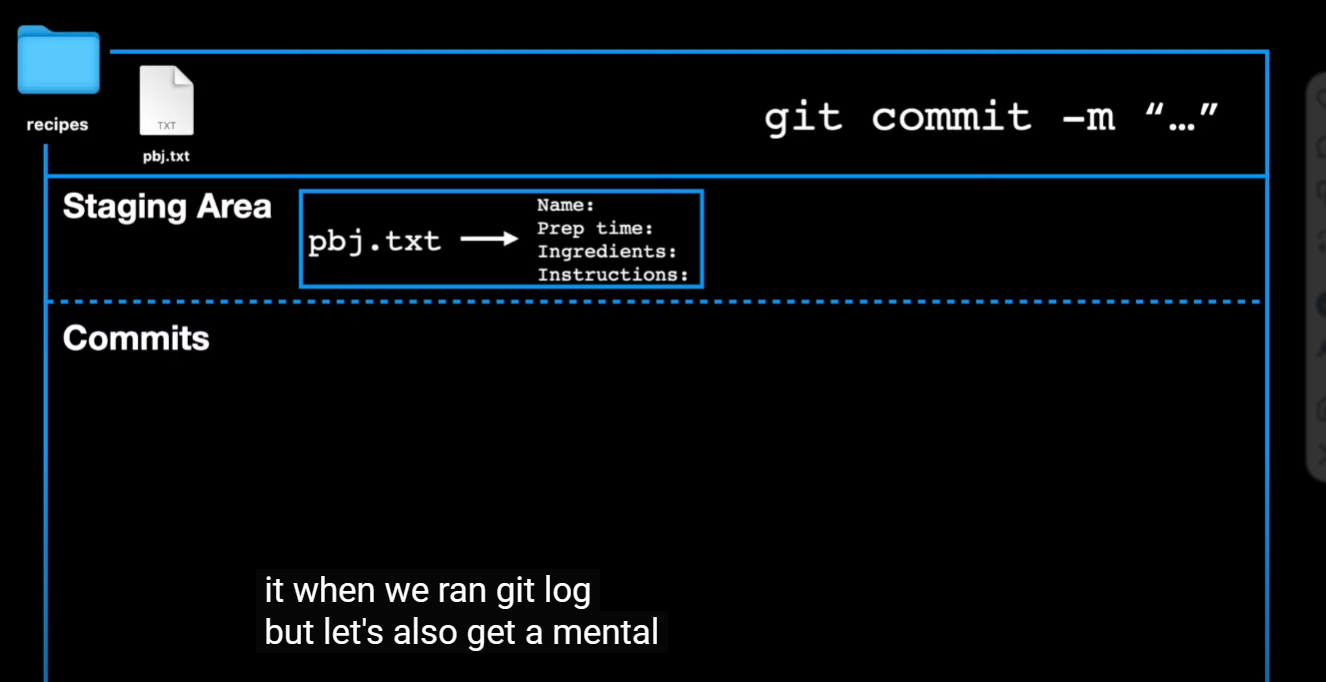 recipes
TXT
pbj.txt
git commit -m “…”
Staging Area
pbj.txt
Name:
Prep time:
Ingredients:
Instructions:
Commits
it when we ran git log
but let's also get a mental